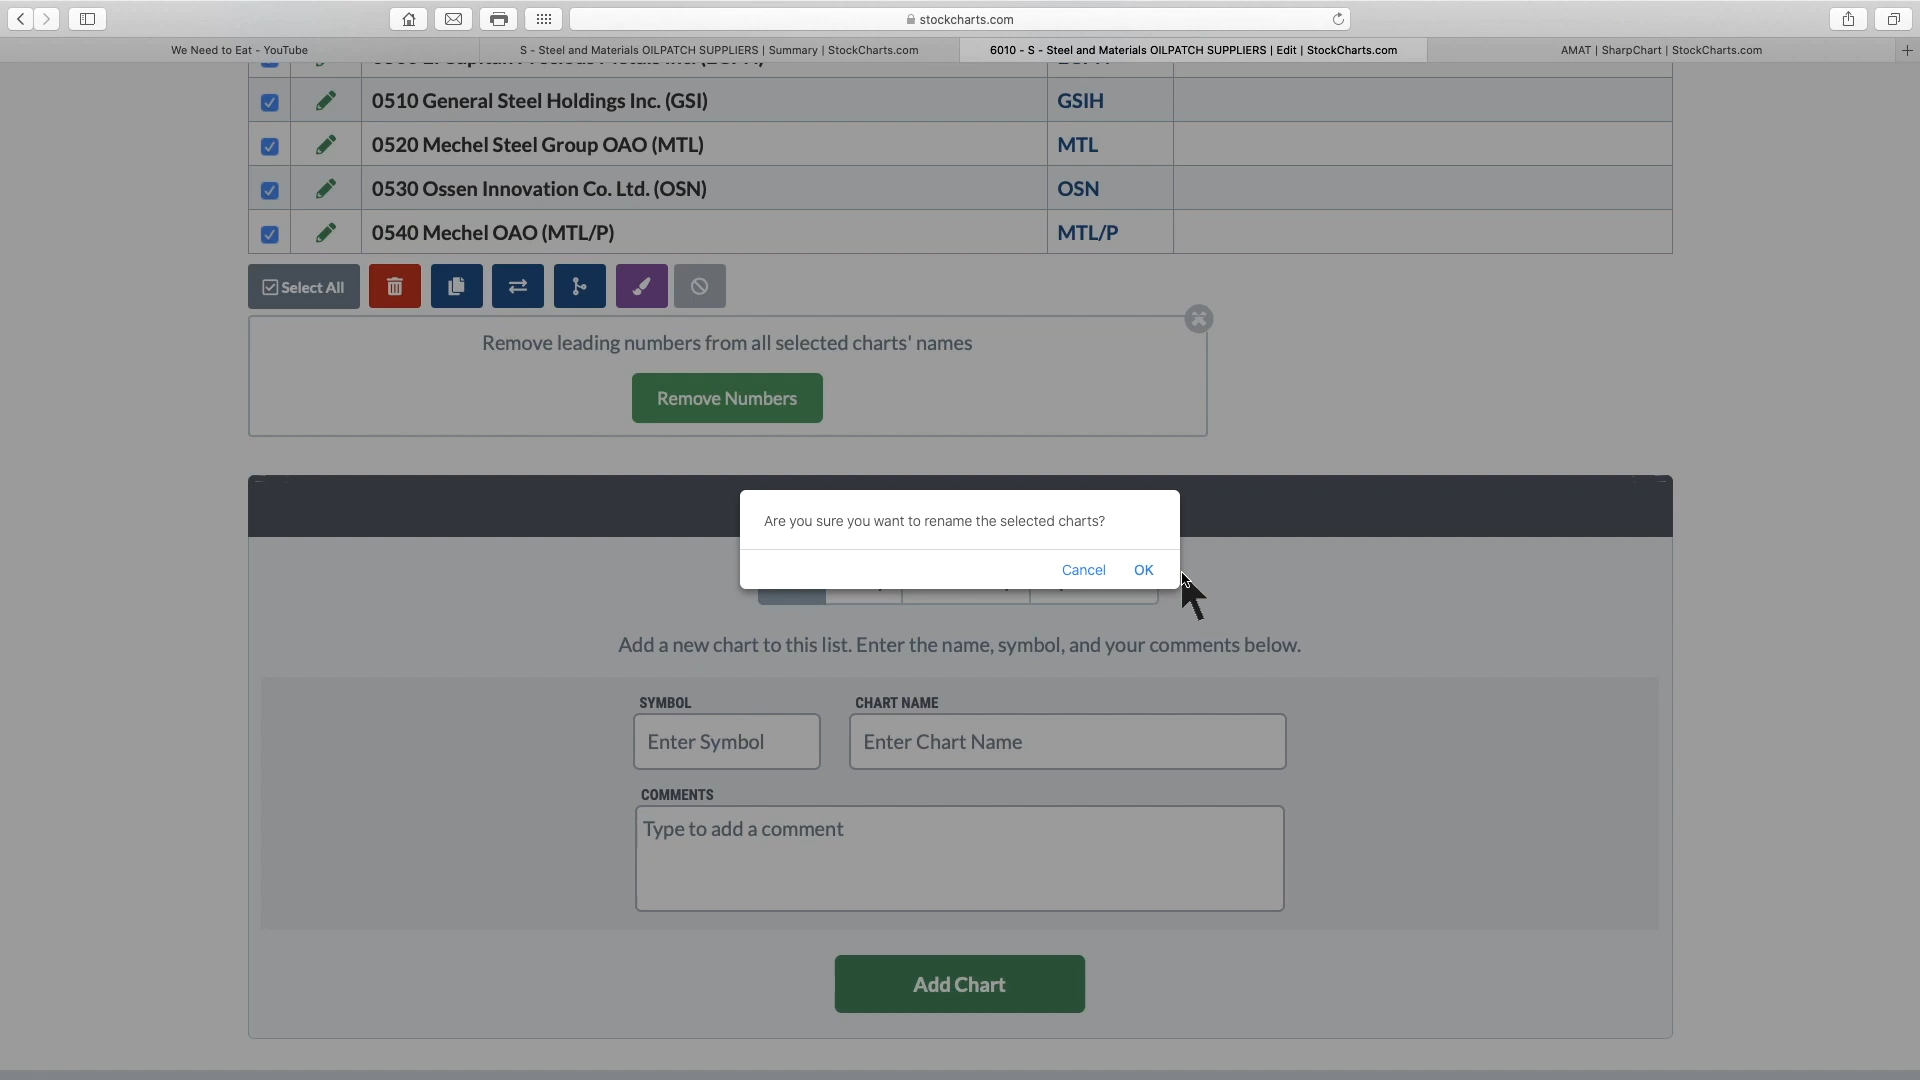 stockcharts.com
We Need to Eat - YouTube
S - Steel and Materials OILPATCH SUPPLIERS | Summary | StockCharts.com
6010 - S - Steel and Materials OILPATCH SUPPLIERS | Edit | StockCharts.com
AMAT | SharpChart | StockCharts.com
0510 General Steel Holdings Inc. (GSI) GSIH
0520 Mechel Steel Group OAO (MTL) MTL
0530 Ossen Innovation Co. Ltd. (OSN) OSN
0540 Mechel OAO (MTL/P) MTL/P
Select All
Remove leading numbers from all selected charts' names
Remove Numbers
Are you sure you want to rename the selected charts?
Cancel OK
Add a new chart to this list. Enter the name, symbol, and your comments below.
SYMBOL CHART NAME
Enter Symbol Enter Chart Name
COMMENTS
Type to add a comment
Add Chart